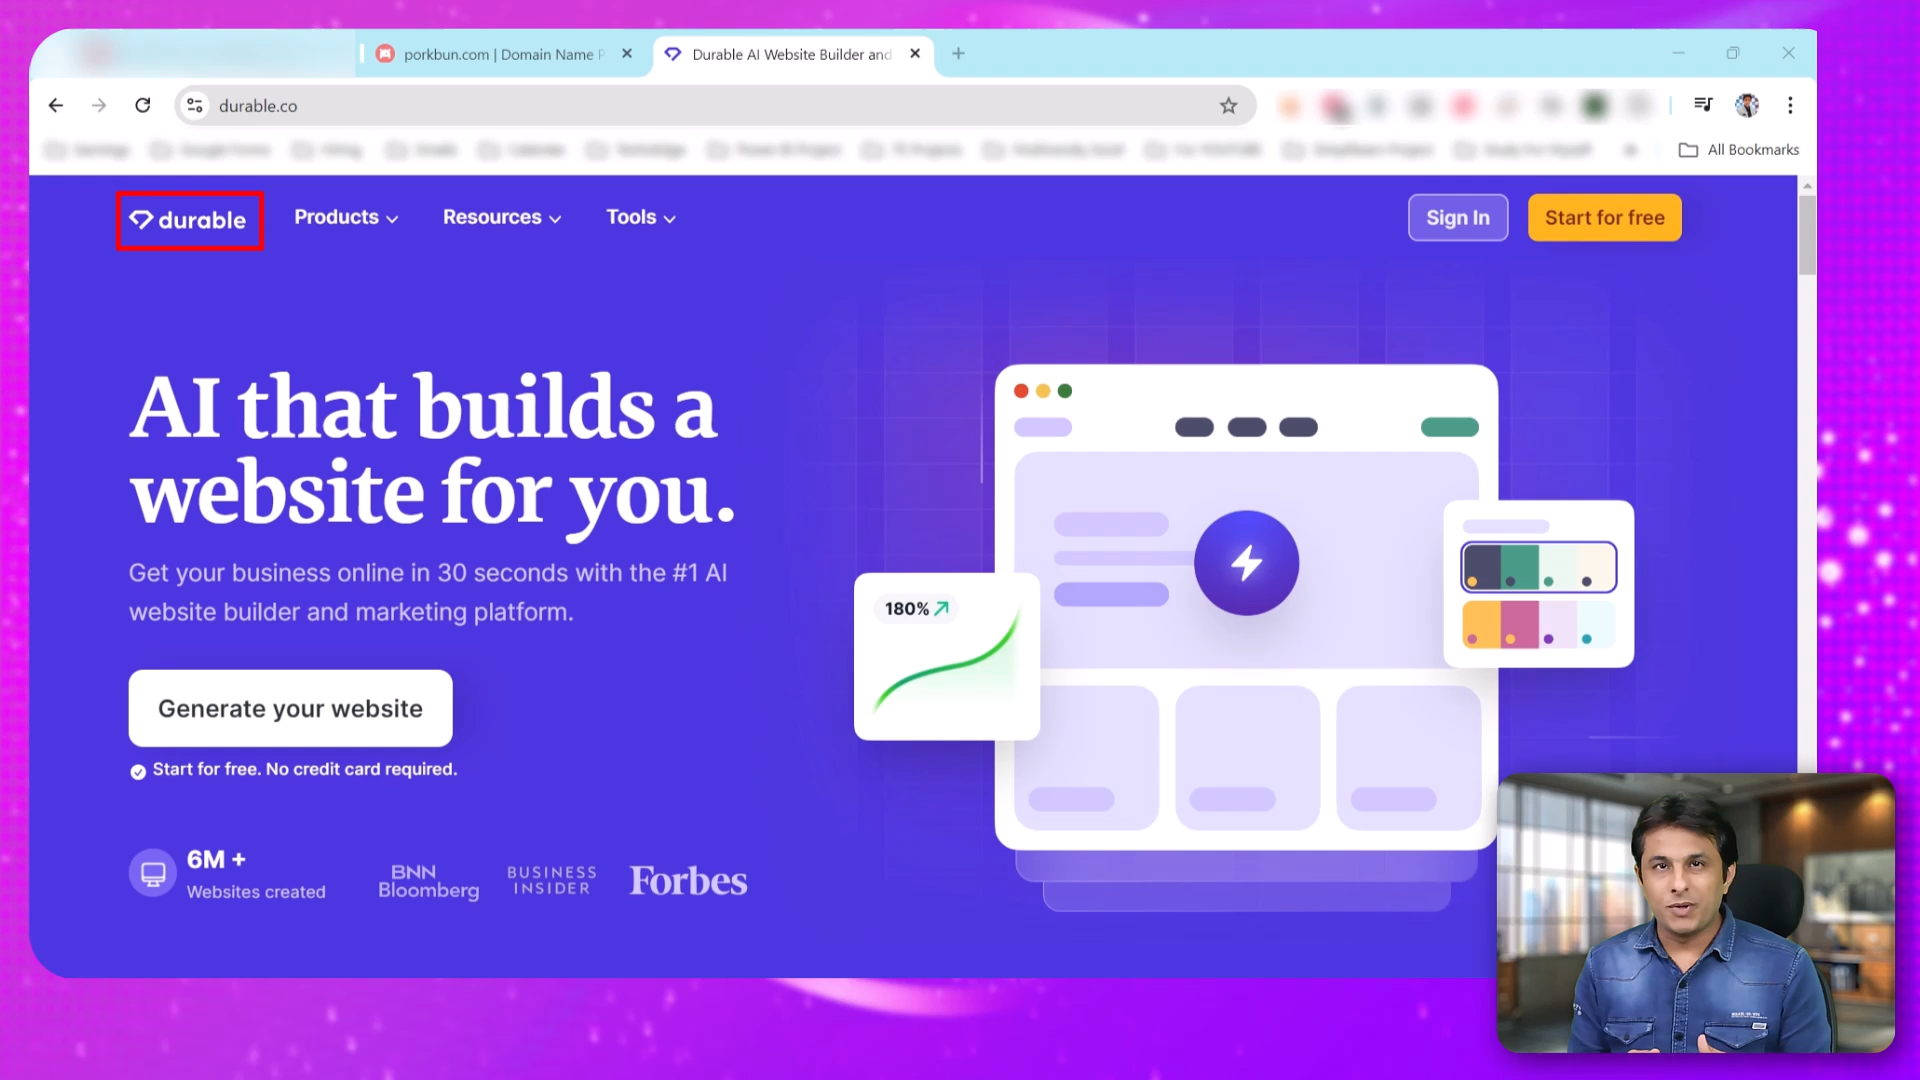 porkbun.com | Domain Name P
Durable AI Website Builder and
durable.co
All Bookmarks
durable
Products
Resources
Tools
Sign In
Start for free
AI that builds a
website for you.
Get your business online in 30 seconds with the #1 AI
website builder and marketing platform.
Generate your website
Start for free. No credit card required.
6M +
Websites created
BNN
Bloomberg
BUSINESS
INSIDER
Forbes
180%